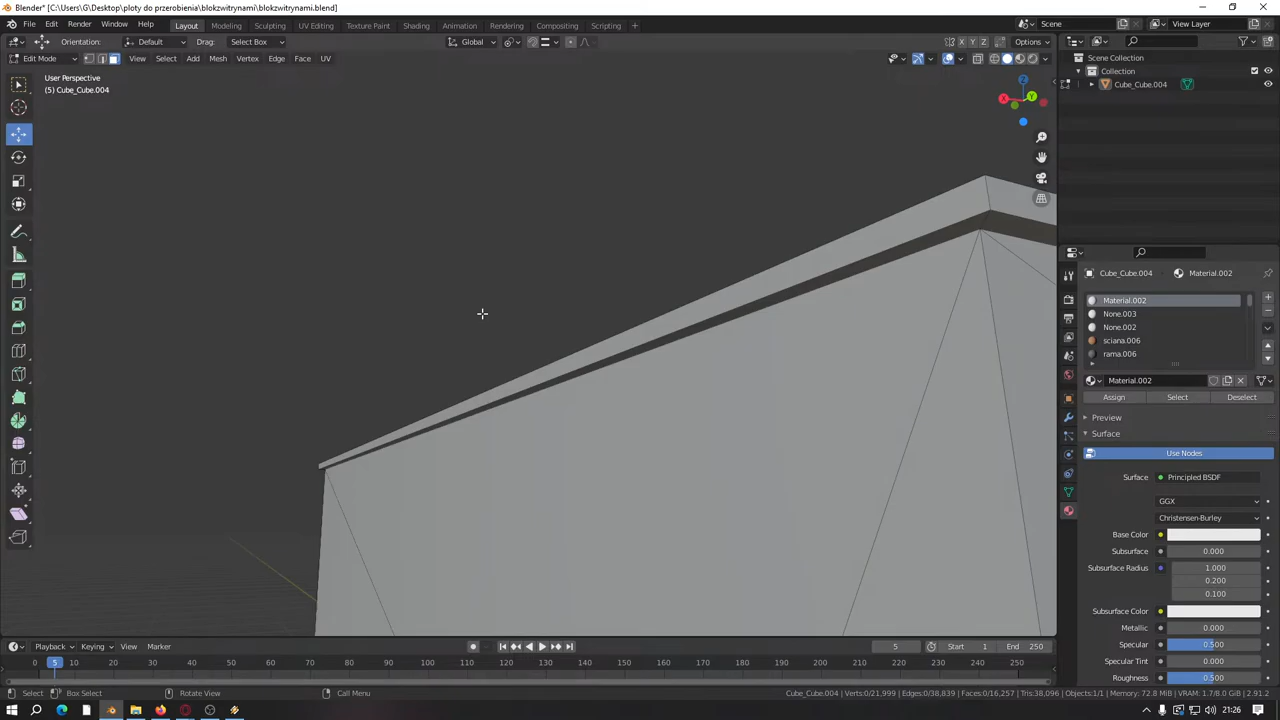 Blender* [C:\Users\G\Desktop\ploty do przerobienia\blokzwitrynami\blokzwitrynami.blend]
File Edit Render Window Help Layout Modeling Sculpting UV Editing Texture Paint Shading Animation Rendering Compositing Scripting + Scene View Layer
Orientation: Default Drag: Select Box Global X Y Z Options
Edit Mode View Select Add Mesh Vertex Edge Face UV
Scene Collection
Collection
Cube_Cube.004
User Perspective
(5) Cube_Cube.004
Z
X
Y
Cube_Cube.004 Material.002
Material.002
None.003
None.002
sciana.006
rama.006
Material.002
Assign Select Deselect
Preview
Surface
Use Nodes
Surface Principled BSDF
GGX
Christensen-Burley
Base Color
Subsurface 0.000
Subsurface Radius 1.000
0.200
0.100
Subsurface Color
Metallic 0.000
Specular 0.500
Specular Tint 0.000
Roughness 0.500
Playback Keying View Marker 5 Start 1 End 250
0 5 10 20 30 40 50 60 70 80 90 100 110 120 130 140 150 160 170 180 190 200 210 220 230 240 250
Select Box Select Rotate View Call Menu Cube_Cube.004 | Verts:0/21,999 | Edges:0/38,839 | Faces:0/16,257 | Tris:38,096 | Objects:1/1 | Memory: 72.8 MiB | VRAM: 1.7/8.0 GiB | 2.91.2
21:26